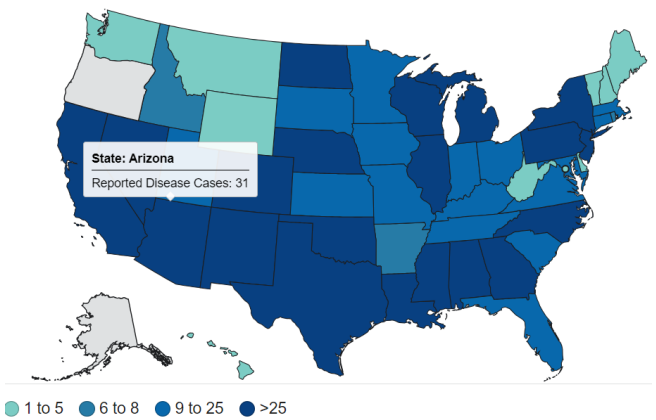 State: Arizona
Reported Disease Cases: 31
1 to 5 6 to 8 9 to 25 >25